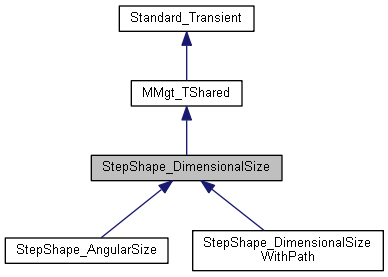 Standard_Transient
MMgt_TShared
StepShape_DimensionalSize
StepShape_AngularSize
StepShape_DimensionalSize
WithPath